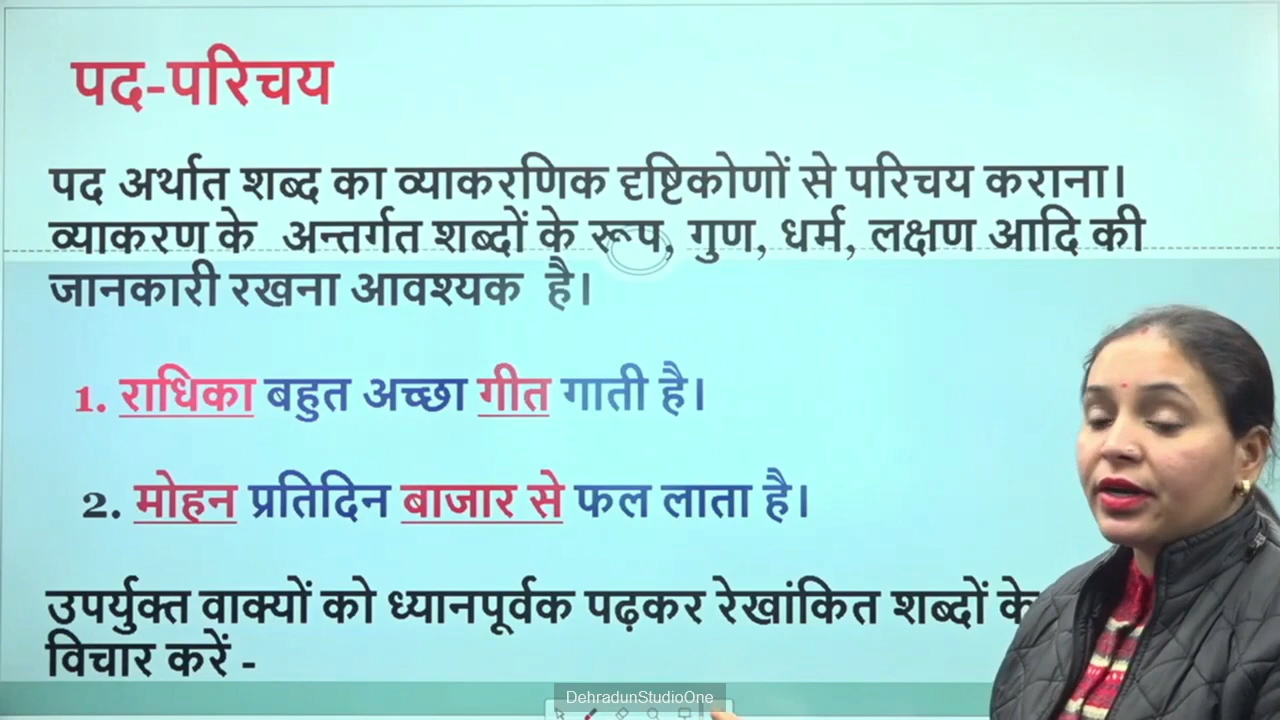 पद-परिचय
पद अर्थात शब्द का व्याकरणिक दृष्टिकोणों से परिचय कराना।
व्याकरण के अन्तर्गत शब्दों के रूप, गुण, धर्म, लक्षण आदि की
जानकारी रखना आवश्यक है।
1. राधिका बहुत अच्छा गीत गाती है।
2. मोहन प्रतिदिन बाजार से फल लाता है।
उपर्युक्त वाक्यों को ध्यानपूर्वक पढ़कर रेखांकित शब्दों के
विचार करें -
DehradunStudioOne